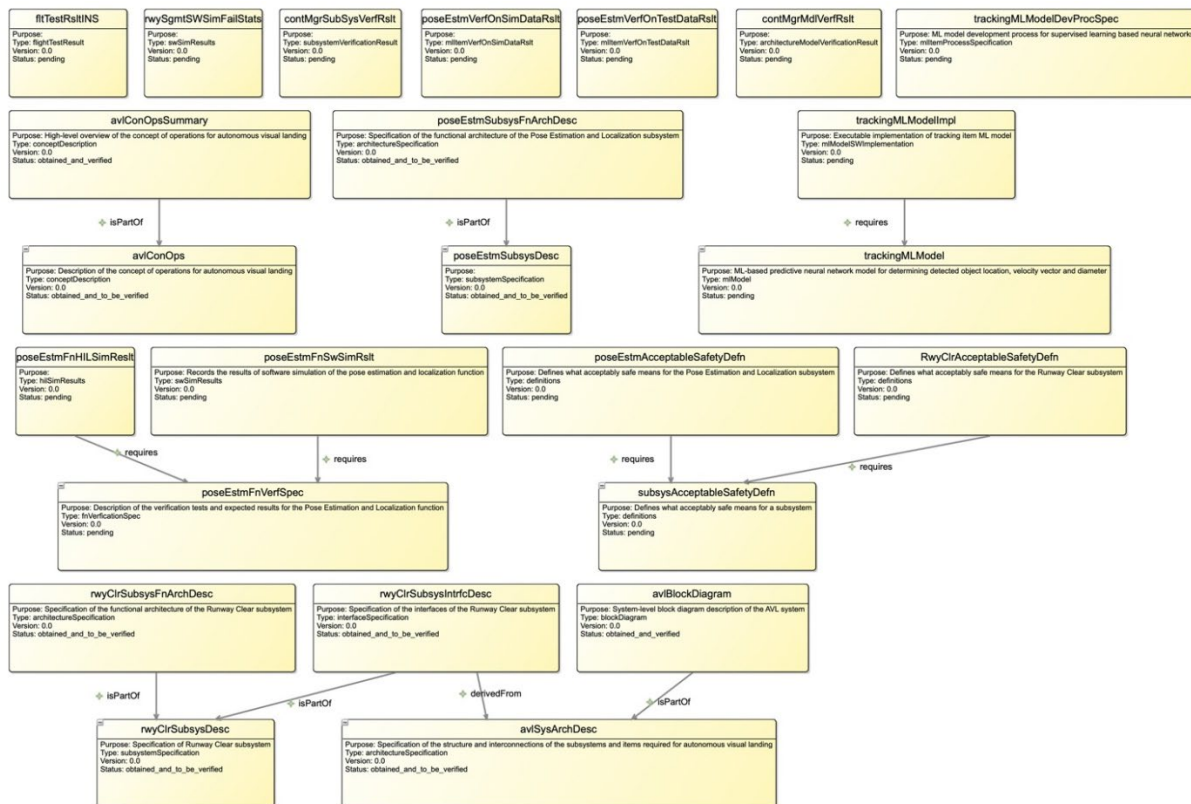 fltTestRsltINS
Purpose:
Type: flightTestResult
Version: 0.0
Status: pending
rwySgmtSWSimFailStats
Purpose:
Type: swSimResults
Version: 0.0
Status: pending
contMgrSubSysVerfRslt
Purpose:
Type: subsystemVerificationResult
Version: 0.0
Status: pending
poseEstmVerfOnSimDataRslt
Purpose:
Type: mlItemVerfOnSimDataRslt
Version: 0.0
Status: pending
poseEstmVerfOnTestDataRslt
Purpose:
Type: mlItemVerfOnTestDataRslt
Version: 0.0
Status: pending
contMgrMdlVerfRslt
Purpose:
Type: architectureModelVerificationResult
Version: 0.0
Status: pending
trackingMLModelDevProcSpec
Purpose: ML model development process for supervised learning based neural networks
Type: mlItemProcessSpecification
Version: 0.0
Status: pending
avlConOpsSummary
Purpose: High-level overview of the concept of operations for autonomous visual landing
Type: conceptDescription
Version: 0.0
Status: obtained_and_verified
poseEstmSubsysFnArchDesc
Purpose: Specification of the functional architecture of the Pose Estimation and Localization subsystem
Type: architectureSpecification
Version: 0.0
Status: obtained_and_to_be_verified
trackingMLModelImpl
Purpose: Executable implementation of tracking item ML model
Type: mlModelSWImplementation
Version: 0.0
Status: pending
isPartOf
isPartOf
requires
avlConOps
Purpose: Description of the concept of operations for autonomous visual landing
Type: conceptDescription
Version: 0.0
Status: obtained_and_to_be_verified
poseEstmSubsysDesc
Purpose:
Type: subsystemSpecification
Version: 0.0
Status: obtained_and_to_be_verified
trackingMLModel
Purpose: ML-based predictive neural network model for determining detected object location, velocity vector and diameter
Type: mlModel
Version: 0.0
Status: pending
poseEstmFnHILSimReslt
Purpose:
Type: hilSimResults
Version: 0.0
Status: pending
poseEstmFnSwSimRslt
Purpose: Records the results of software simulation of the pose estimation and localization function
Type: swSimResults
Version: 0.0
Status: pending
poseEstmAcceptableSafetyDefn
Purpose: Defines what acceptably safe means for the Pose Estimation and Localization subsystem
Type: definitions
Version: 0.0
Status: pending
RwyClrAcceptableSafetyDefn
Purpose: Defines what acceptably safe means for the Runway Clear subsystem
Type: definitions
Version: 0.0
Status: pending
requires
requires
requires
requires
poseEstmFnVerfSpec
Purpose: Description of the verification tests and expected results for the Pose Estimation and Localization function
Type: fnVerficationSpec
Version: 0.0
Status: pending
subsysAcceptableSafetyDefn
Purpose: Defines what acceptably safe means for a subsystem
Type: definitions
Version: 0.0
Status: pending
rwyClrSubsysFnArchDesc
Purpose: Specification of the functional architecture of the Runway Clear subsystem
Type: architectureSpecification
Version: 0.0
Status: obtained_and_to_be_verified
rwyClrSubsysIntrfcDesc
Purpose: Specification of the interfaces of the Runway Clear subsystem
Type: interfaceSpecification
Version: 0.0
Status: obtained_and_to_be_verified
avlBlockDiagram
Purpose: System-level block diagram description of the AVL system
Type: blockDiagram
Version: 0.0
Status: obtained_and_verified
isPartOf
isPartOf
derivedFrom
isPartOf
rwyClrSubsysDesc
Purpose: Specification of Runway Clear subsystem
Type: subsystemSpecification
Version: 0.0
Status: obtained_and_to_be_verified
avlSysArchDesc
Purpose: Specification of the structure and interconnections of the subsystems and items required for autonomous visual landing
Type: architectureSpecification
Version: 0.0
Status: obtained_and_to_be_verified